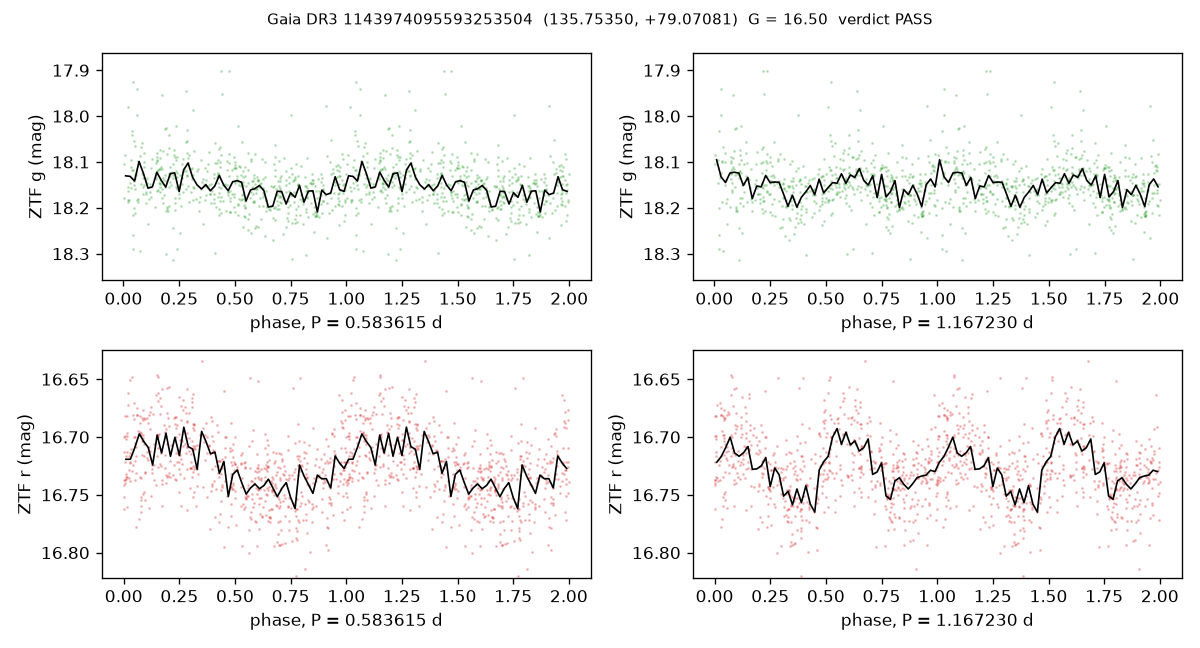 Gaia DR3 1143974095593253504  (135.75350, +79.07081)  G = 16.50  verdict PASS
ZTF g (mag)
17.9
18.0
18.1
18.2
18.3
0.00 0.25 0.50 0.75 1.00 1.25 1.50 1.75 2.00
phase, P = 0.583615 d
ZTF g (mag)
17.9
18.0
18.1
18.2
18.3
0.00 0.25 0.50 0.75 1.00 1.25 1.50 1.75 2.00
phase, P = 1.167230 d
ZTF r (mag)
16.65
16.70
16.75
16.80
0.00 0.25 0.50 0.75 1.00 1.25 1.50 1.75 2.00
phase, P = 0.583615 d
ZTF r (mag)
16.65
16.70
16.75
16.80
0.00 0.25 0.50 0.75 1.00 1.25 1.50 1.75 2.00
phase, P = 1.167230 d